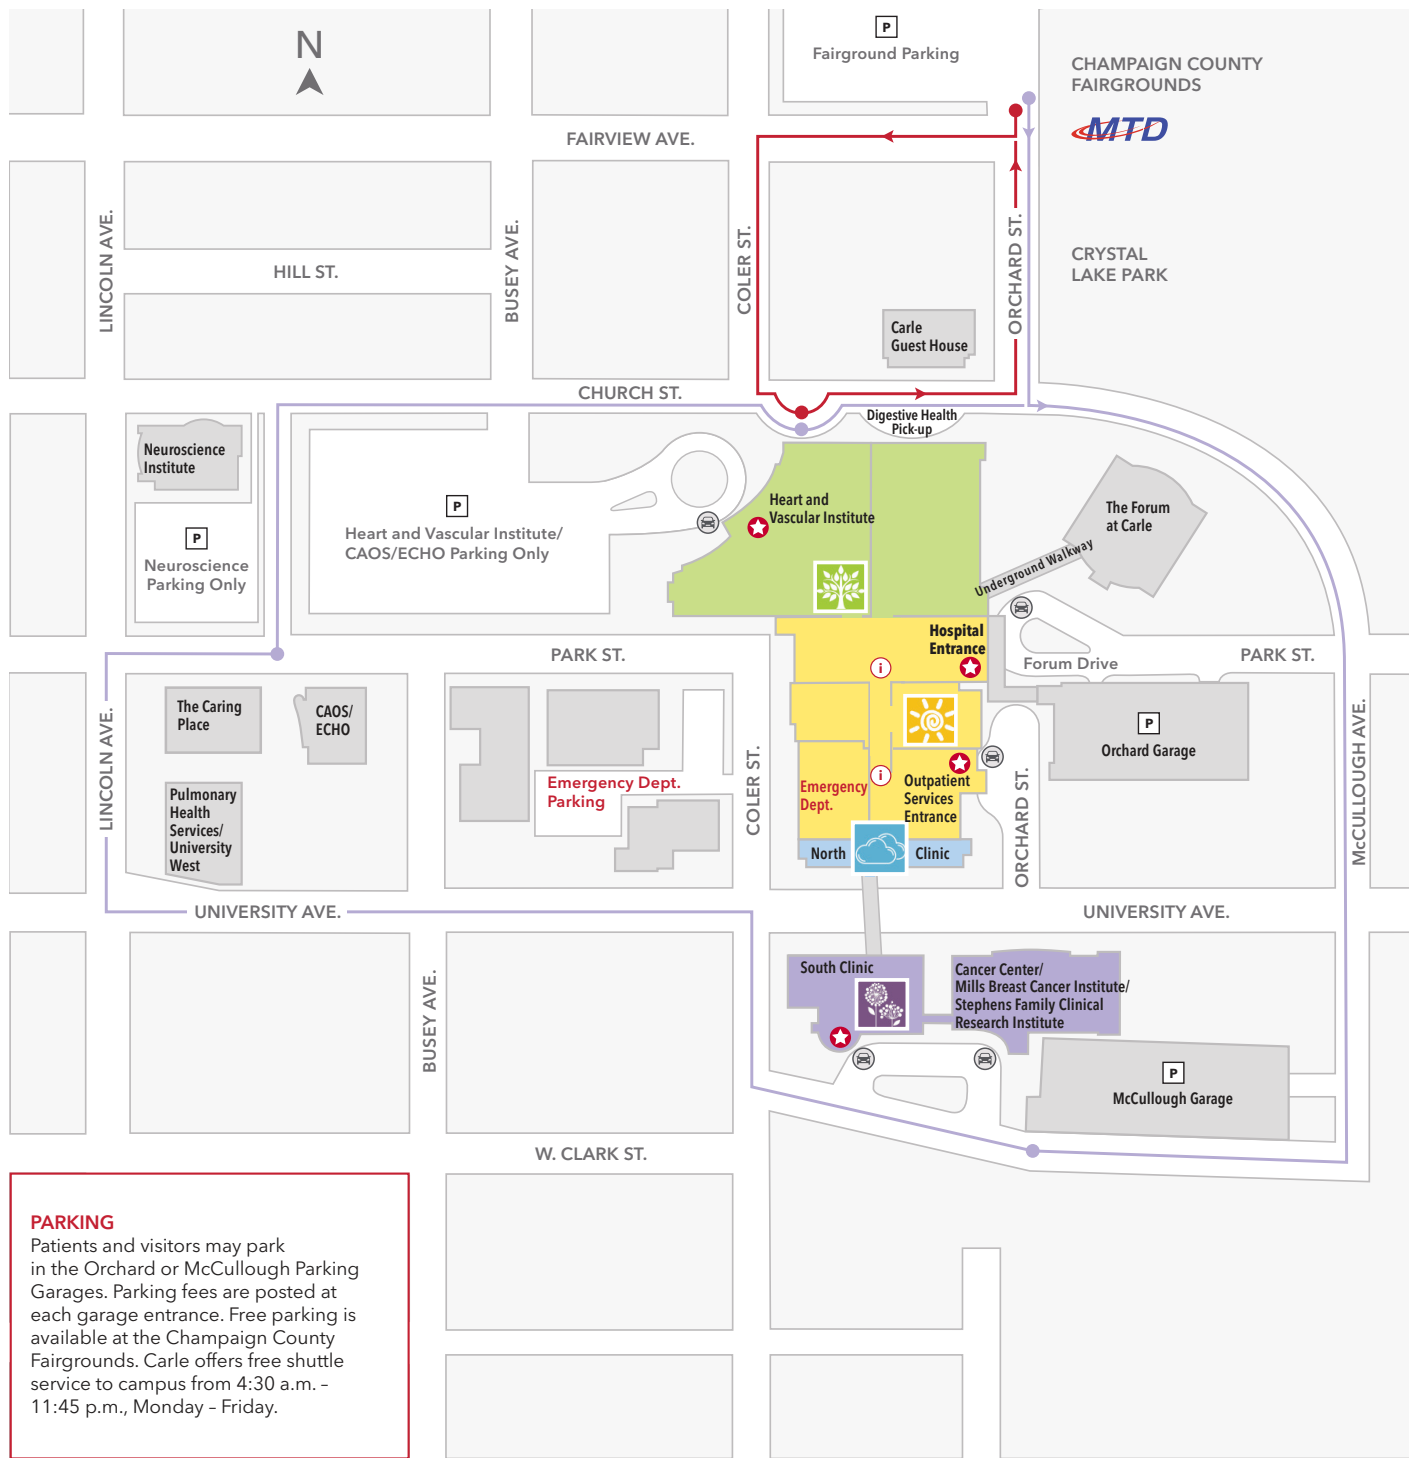 N
P
Fairground Parking
CHAMPAIGN COUNTY
FAIRGROUNDS
MTD
FAIRVIEW AVE.
LINCOLN AVE.
HILL ST.
BUSEY AVE.
COLER ST.
ORCHARD ST.
CRYSTAL
LAKE PARK
Carle
Guest House
CHURCH ST.
Digestive Health
Pick-up
Neuroscience
Institute
P
Neuroscience
Parking Only
P
Heart and Vascular Institute/
CAOS/ECHO Parking Only
Heart and
Vascular Institute
The Forum
at Carle
Underground Walkway
Hospital
Entrance
i
PARK ST.
Forum Drive
PARK ST.
The Caring
Place
CAOS/
ECHO
LINCOLN AVE.
Pulmonary
Health
Services/
University
West
Emergency Dept.
Parking
COLER ST.
Emergency
Dept.
i
Outpatient
Services
Entrance
ORCHARD ST.
P
Orchard Garage
McCULLOUGH AVE.
North
Clinic
UNIVERSITY AVE.
UNIVERSITY AVE.
BUSEY AVE.
South Clinic
Cancer Center/
Mills Breast Cancer Institute/
Stephens Family Clinical
Research Institute
P
McCullough Garage
W. CLARK ST.
PARKING
Patients and visitors may park
in the Orchard or McCullough Parking
Garages. Parking fees are posted at
each garage entrance. Free parking is
available at the Champaign County
Fairgrounds. Carle offers free shuttle
service to campus from 4:30 a.m. –
11:45 p.m., Monday – Friday.